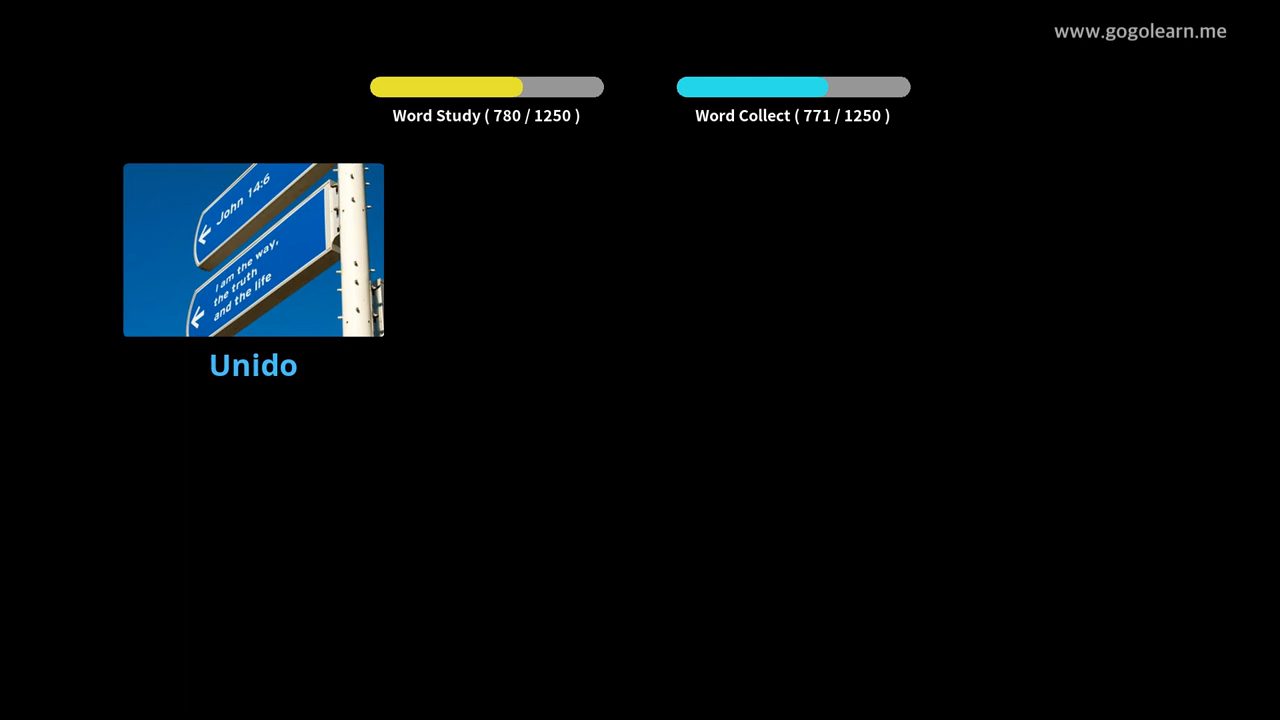 www.gogolearn.me
Word Study ( 780 / 1250 )
Word Collect ( 771 / 1250 )
John 14:6
I am the way,
the truth
and the life
Unido